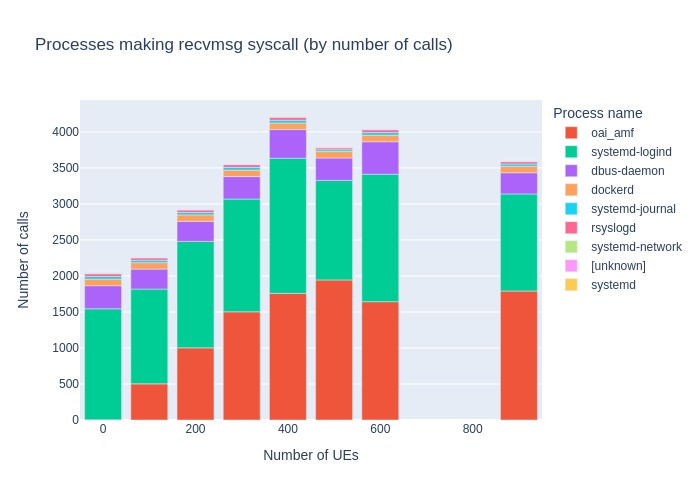 Processes making recvmsg syscall (by number of calls)
Process name
oai_amf
systemd-logind
dbus-daemon
dockerd
systemd-journal
rsyslogd
systemd-network
[unknown]
systemd
Number of calls
4000
3500
3000
2500
2000
1500
1000
500
0
0 200 400 600 800
Number of UEs